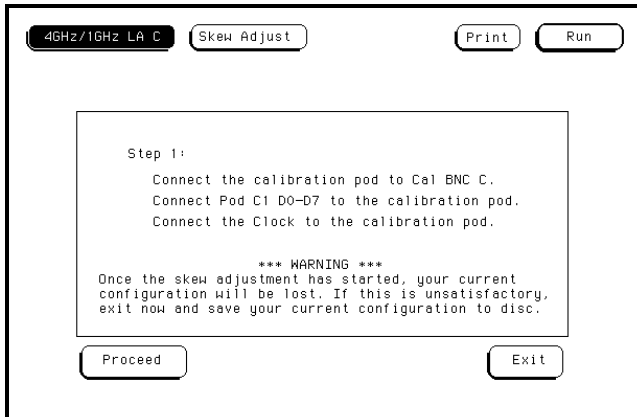 4GHz/1GHz LA C Skew Adjust Print Run
Step 1:
Connect the calibration pod to Cal BNC C.
Connect Pod C1 D0-D7 to the calibration pod.
Connect the Clock to the calibration pod.
*** WARNING ***
Once the skew adjustment has started, your current
configuration will be lost. If this is unsatisfactory,
exit now and save your current configuration to disc.
Proceed Exit